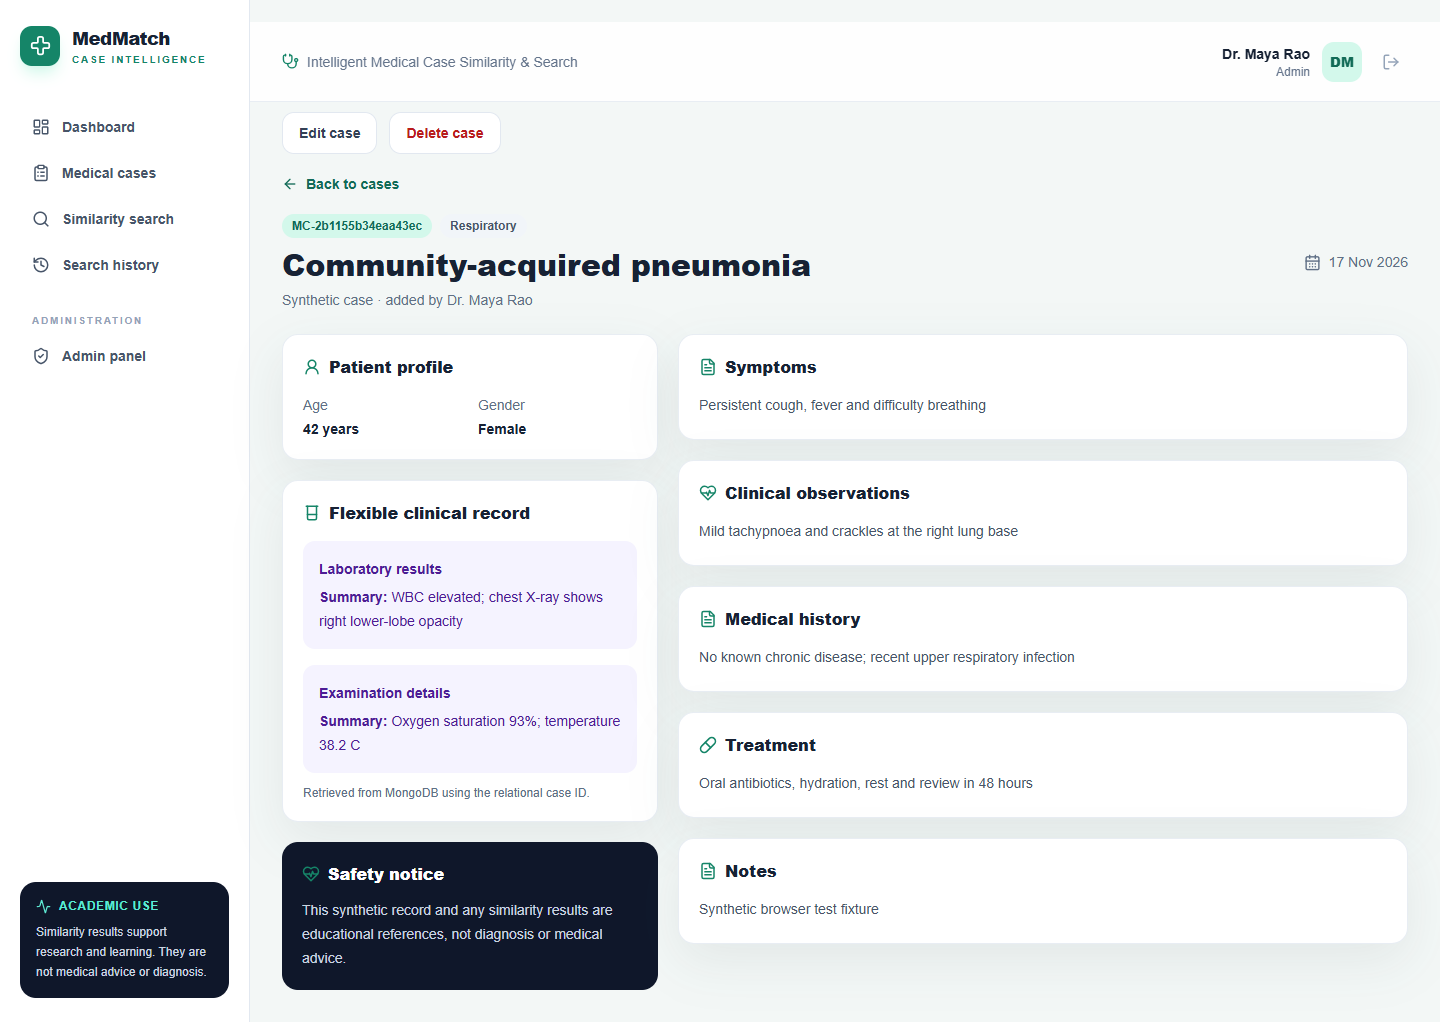 MedMatch
CASE INTELLIGENCE
Dashboard
Medical cases
Similarity search
Search history
ADMINISTRATION
Admin panel
ACADEMIC USE
Similarity results support
research and learning. They are
not medical advice or diagnosis.
Intelligent Medical Case Similarity & Search
Dr. Maya Rao
Admin
DM
Edit case
Delete case
Back to cases
MC-2b1155b34eaa43ec
Respiratory
Community-acquired pneumonia
17 Nov 2026
Synthetic case · added by Dr. Maya Rao
Patient profile
Age
Gender
42 years
Female
Flexible clinical record
Laboratory results
Summary: WBC elevated; chest X-ray shows
right lower-lobe opacity
Examination details
Summary: Oxygen saturation 93%; temperature
38.2 C
Retrieved from MongoDB using the relational case ID.
Safety notice
This synthetic record and any similarity results are
educational references, not diagnosis or medical
advice.
Symptoms
Persistent cough, fever and difficulty breathing
Clinical observations
Mild tachypnoea and crackles at the right lung base
Medical history
No known chronic disease; recent upper respiratory infection
Treatment
Oral antibiotics, hydration, rest and review in 48 hours
Notes
Synthetic browser test fixture